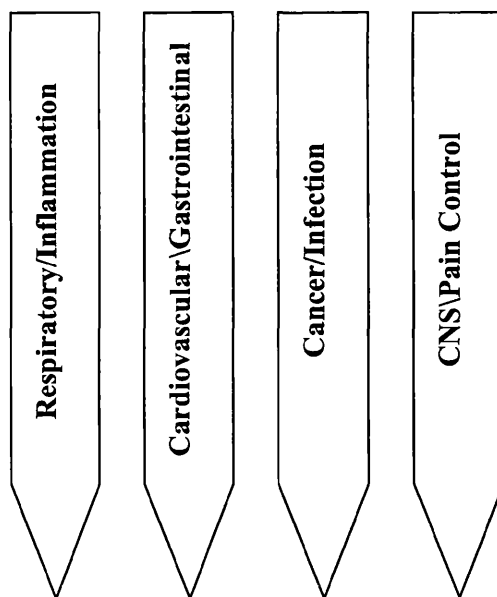 Respiratory/Inflammation
Cardiovascular\Gastrointestinal
Cancer/Infection
CNS\Pain Control